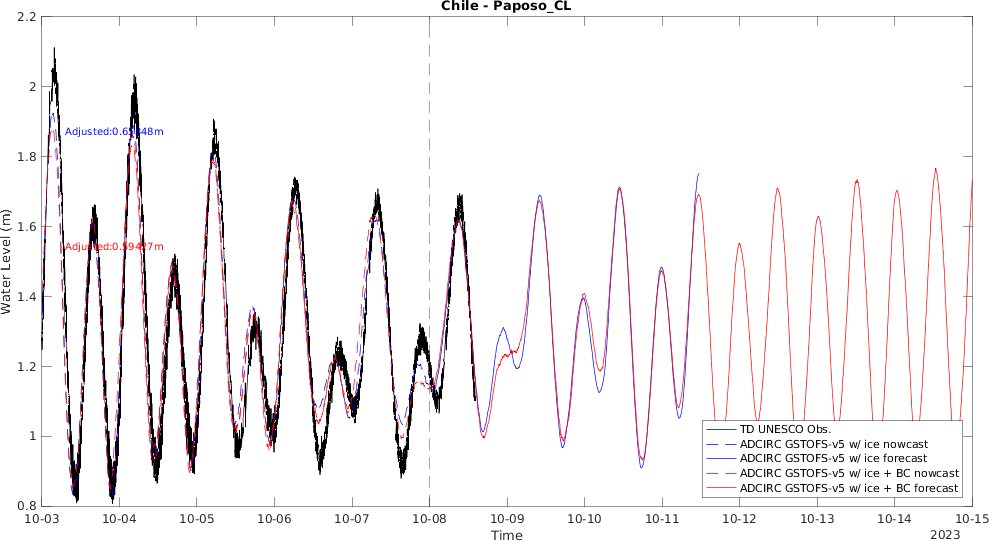 Chile - Paposo_CL
2.2
2
1.8
1.6
1.4
1.2
1
0.8
Water Level (m)
Adjusted:
Adjusted:
TD UNESCO Obs.
ADCIRC GSTOFS-v5 w/ ice nowcast
ADCIRC GSTOFS-v5 w/ ice forecast
ADCIRC GSTOFS-v5 w/ ice + BC nowcast
ADCIRC GSTOFS-v5 w/ ice + BC forecast
10-03 10-04 10-05 10-06 10-07 10-08 10-09 10-10 10-11 10-12 10-13 10-14 10-15
Time
2023